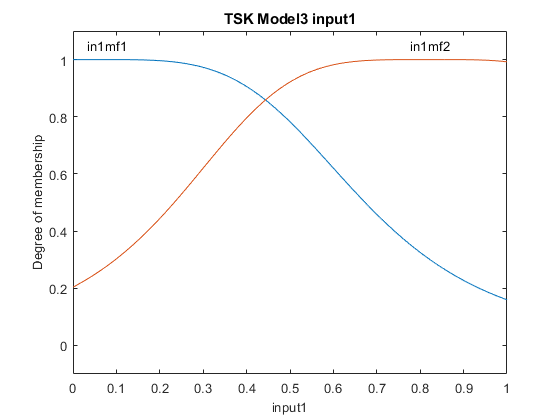 TSK Model3 input1
in1mf1
in1mf2
1
0.8
0.6
0.4
0.2
0
Degree of membership
0 0.1 0.2 0.3 0.4 0.5 0.6 0.7 0.8 0.9 1
input1